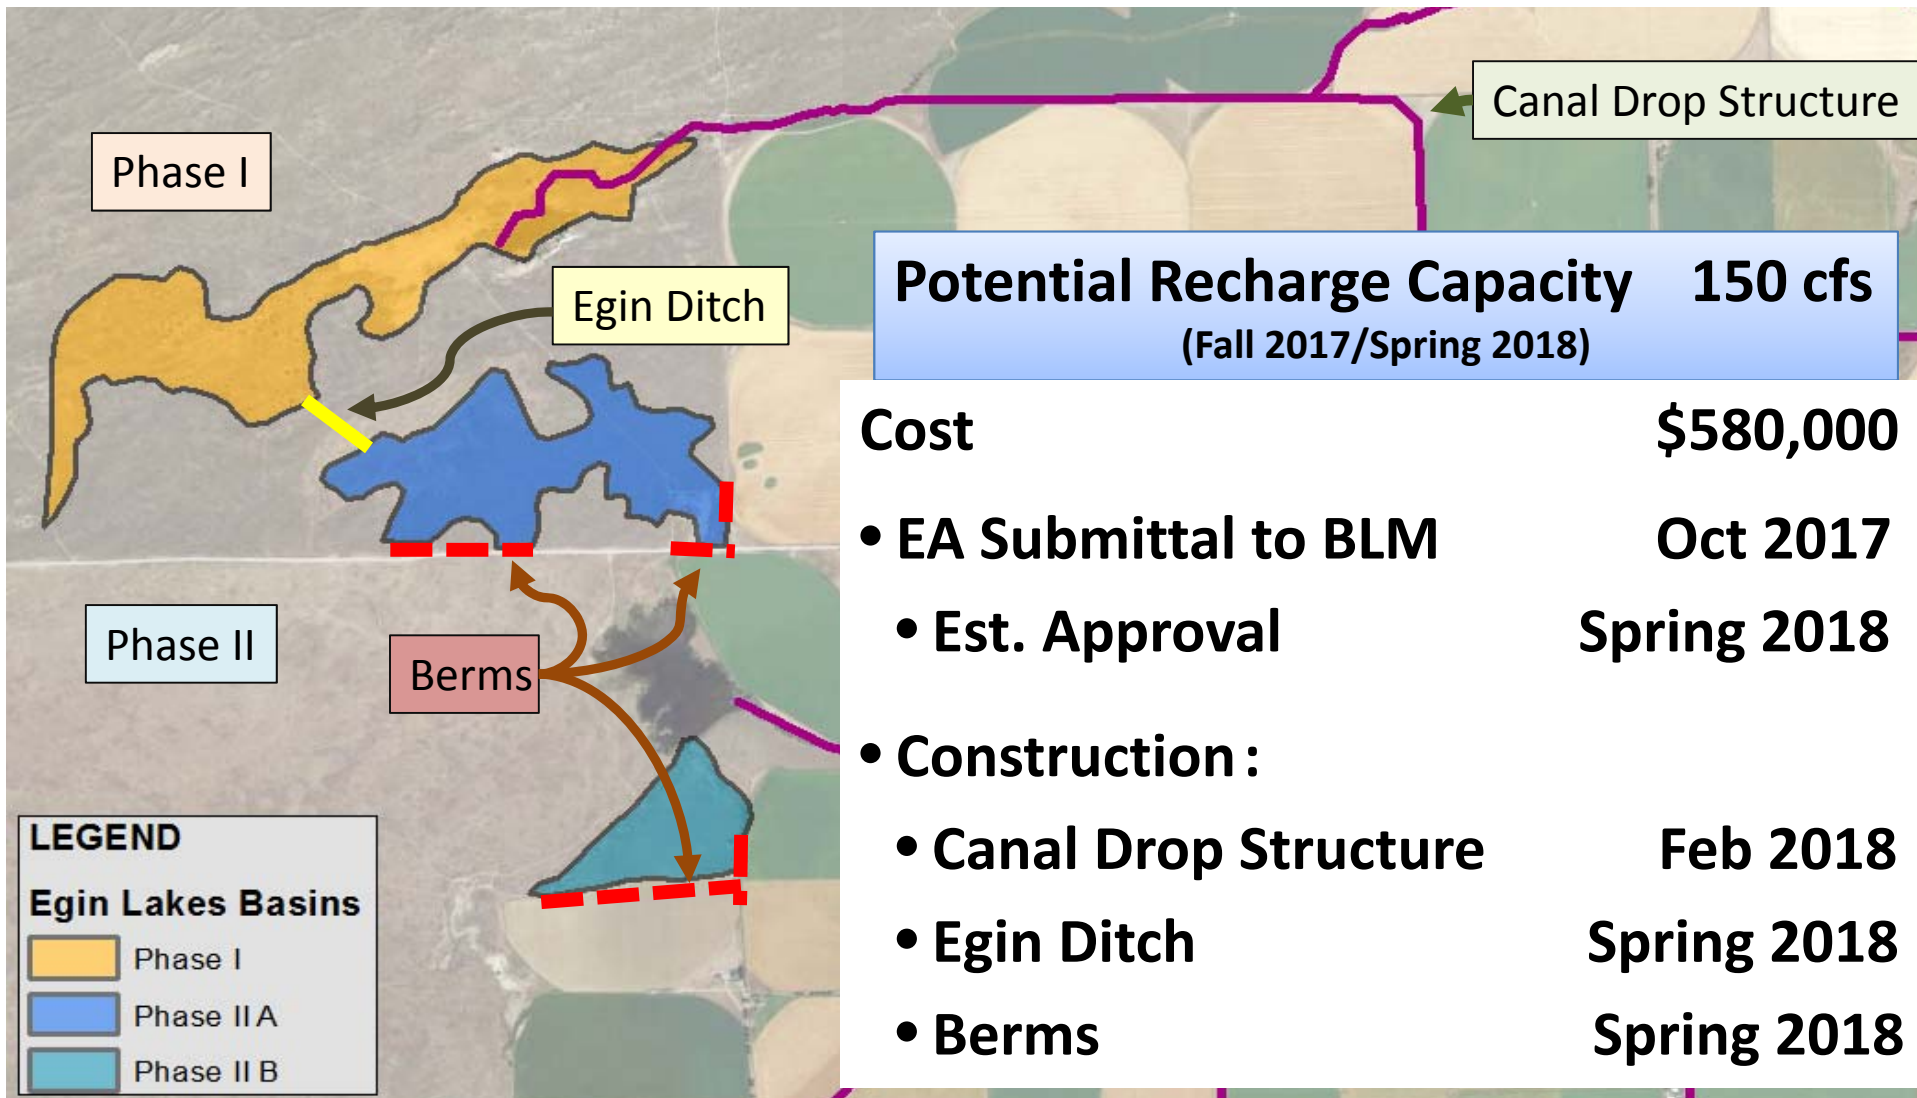 Canal Drop Structure
Phase I
Egin Ditch
Potential Recharge Capacity 150 cfs
(Fall 2017/Spring 2018)
Cost $580,000
• EA Submittal to BLM Oct 2017
• Est. Approval Spring 2018
Phase II
Berms
• Construction:
• Canal Drop Structure Feb 2018
• Egin Ditch Spring 2018
• Berms Spring 2018
LEGEND
Egin Lakes Basins
Phase I
Phase II A
Phase II B